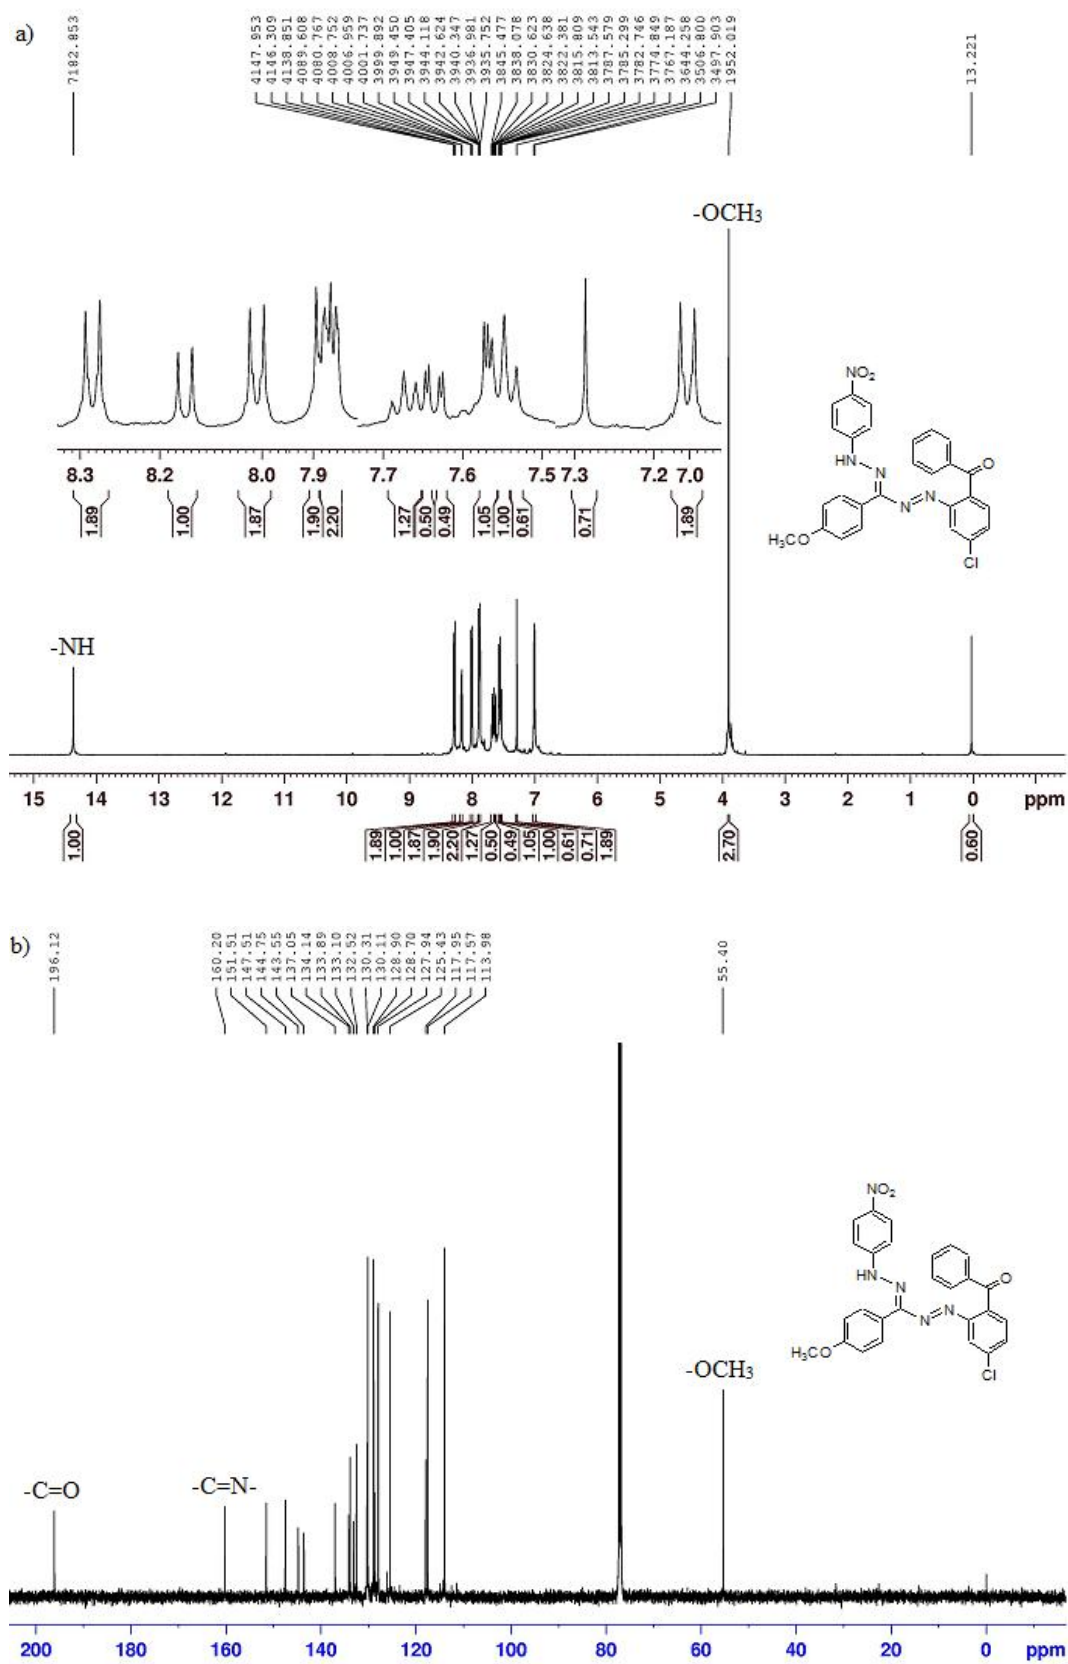 a)
7182.853
4147.953
4146.309
4138.851
4089.608
4080.767
4008.752
4006.959
4001.737
3999.892
3949.450
3947.405
3944.118
3942.624
3940.347
3936.981
3935.752
3845.477
3838.078
3830.623
3824.638
3822.381
3815.809
3813.543
3787.579
3785.299
3782.746
3774.849
3767.187
3644.258
3506.800
3497.903
1952.019
13.221
-OCH3
8.3 8.2 8.0 7.9 7.7 7.6 7.5 7.3 7.2 7.0
1.89 1.00 1.87 1.90 2.20 1.27 0.50 0.49 1.05 1.00 0.61 0.71 1.89
NO2
HN
N
O
N
N
H3CO
Cl
-NH
15 14 13 12 11 10 9 8 7 6 5 4 3 2 1 0 ppm
1.00 1.89 1.00 1.87 1.90 2.20 1.27 0.50 0.49 1.05 1.00 0.61 0.71 1.89 2.70 0.60
b)
196.12
160.20
151.51
147.51
144.75
143.55
137.05
134.14
133.89
133.10
132.52
130.31
130.11
128.90
128.70
127.94
125.43
117.95
117.57
113.98
55.40
NO2
HN
N
O
N
N
H3CO
Cl
-OCH3
-C=O
-C=N-
200 180 160 140 120 100 80 60 40 20 0 ppm